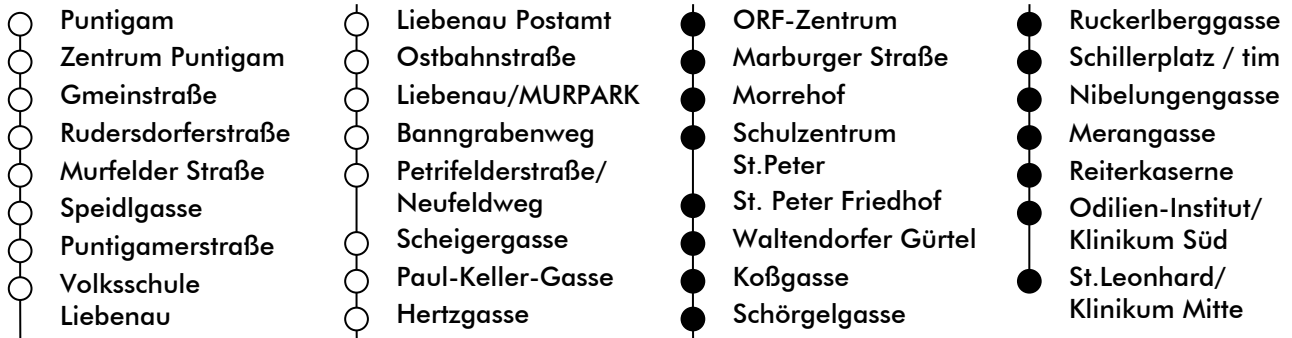 Puntigam
Zentrum Puntigam
Gmeinstraße
Rudersdorferstraße
Murfelder Straße
Speidlgasse
Puntigamerstraße
Volksschule
Liebenau
Liebenau Postamt
Ostbahnstraße
Liebenau/MURPARK
Banngrabenweg
Petrifelderstraße/
Neufeldweg
Scheigergasse
Paul-Keller-Gasse
Hertzgasse
ORF-Zentrum
Marburger Straße
Morrehof
Schulzentrum
St.Peter
St. Peter Friedhof
Waltendorfer Gürtel
Koßgasse
Schörgelgasse
Ruckerlberggasse
Schillerplatz / tim
Nibelungengasse
Merangasse
Reiterkaserne
Odilien-Institut/
Klinikum Süd
St.Leonhard/
Klinikum Mitte